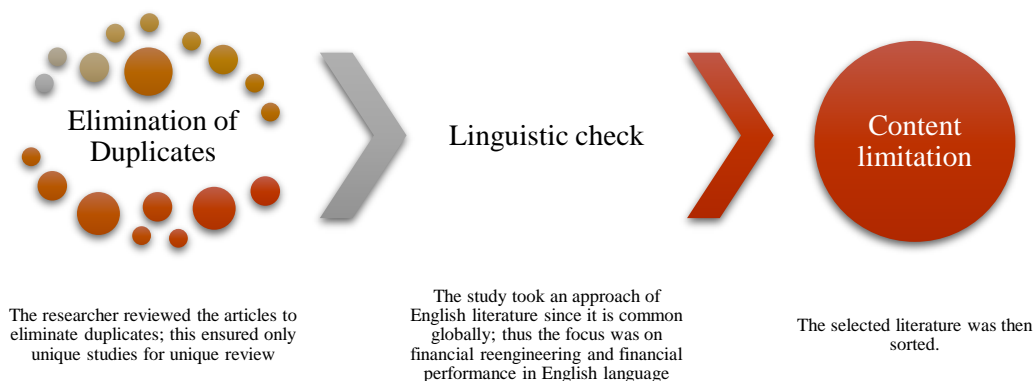 Elimination of
Duplicates
Linguistic check
Content
limitation
The researcher reviewed the articles to
eliminate duplicates; this ensured only
unique studies for unique review
The study took an approach of
English literature since it is common
globally; thus the focus was on
financial reengineering and financial
performance in English language
The selected literature was then
sorted.